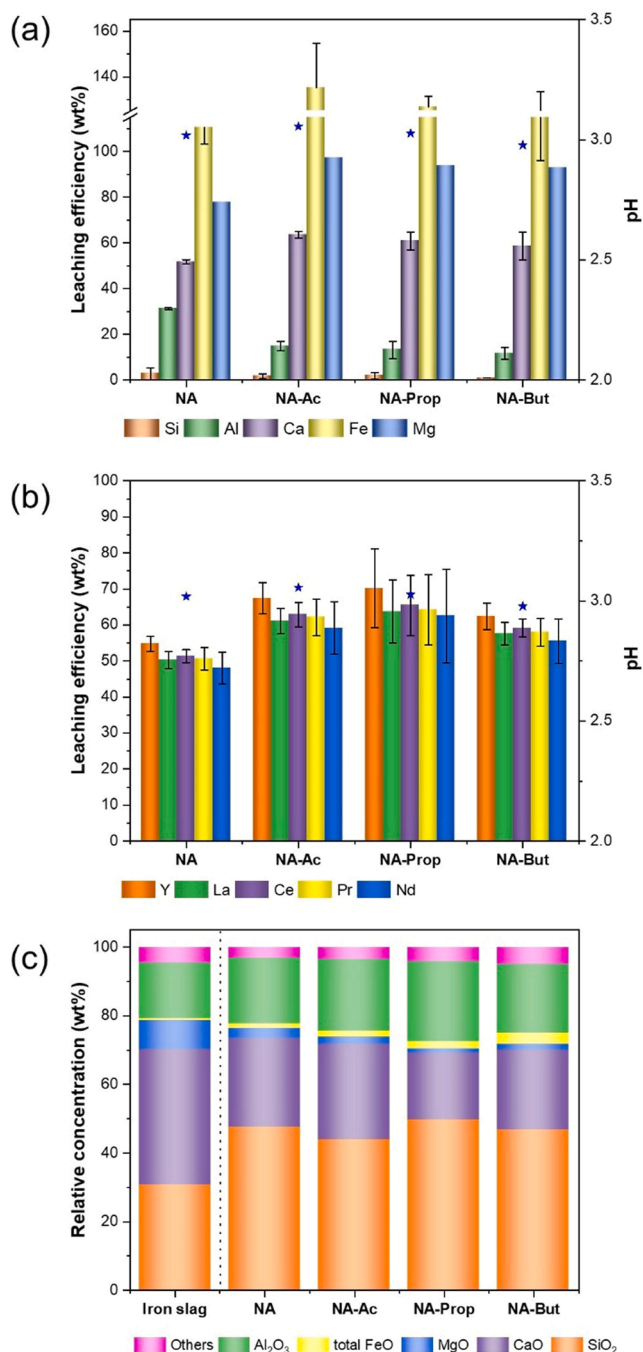 (a)
160
140
100
80
60
40
20
0
Leaching efficiency (wt%)
3.5
3.0
2.5
2.0
pH
NA NA-Ac NA-Prop NA-But
Si Al Ca Fe Mg
(b)
100
90
80
70
60
50
40
30
20
10
0
Leaching efficiency (wt%)
3.5
3.0
2.5
2.0
pH
NA NA-Ac NA-Prop NA-But
Y La Ce Pr Nd
(c)
100
80
60
40
20
0
Relative concentration (wt%)
Iron slag NA NA-Ac NA-Prop NA-But
Others Al₂O₃ total FeO MgO CaO SiO₂